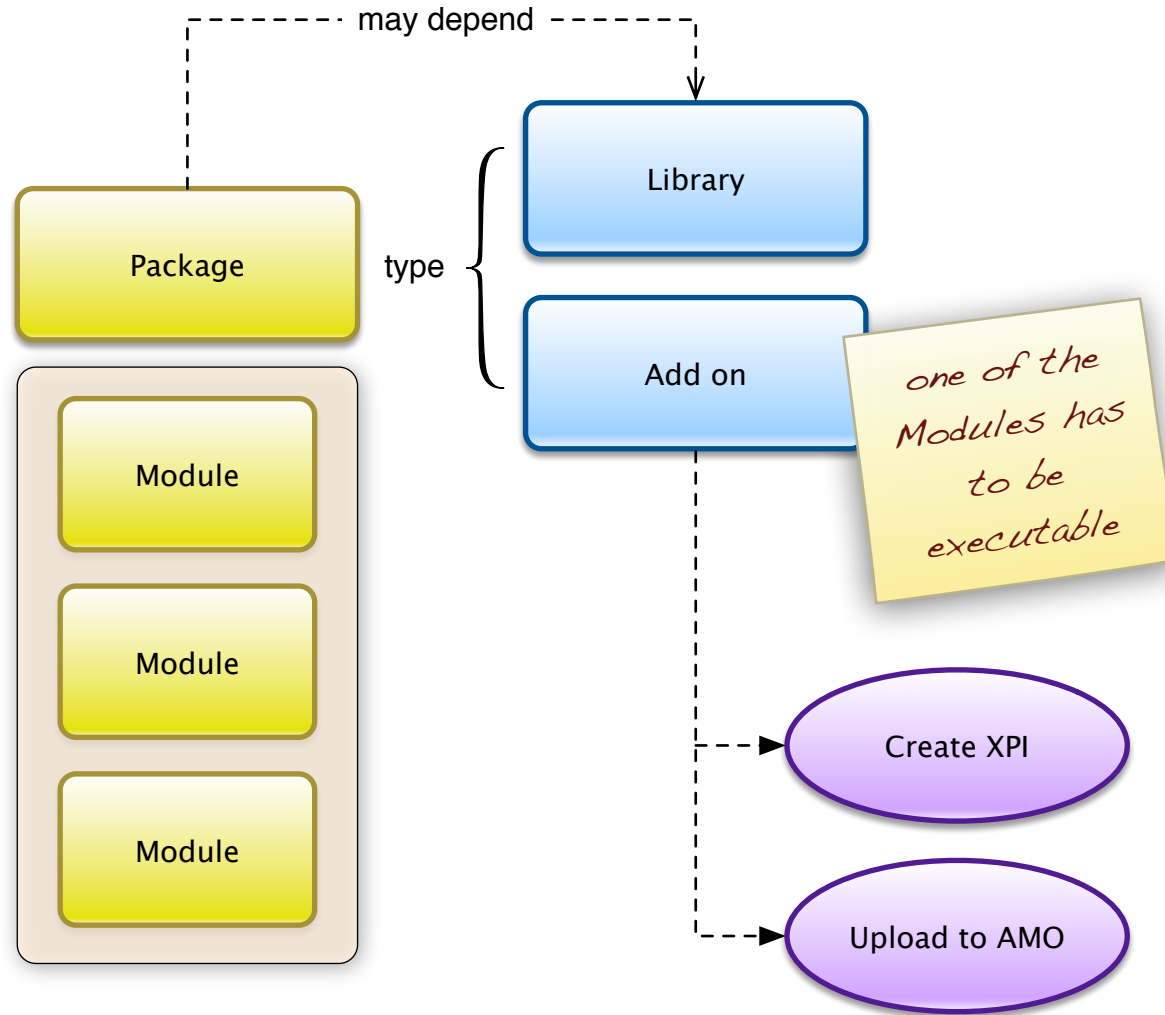 may depend
Library
Package
type
Add on
one of the
Modules has
to be
executable
Module
Module
Module
Create XPI
Upload to AMO